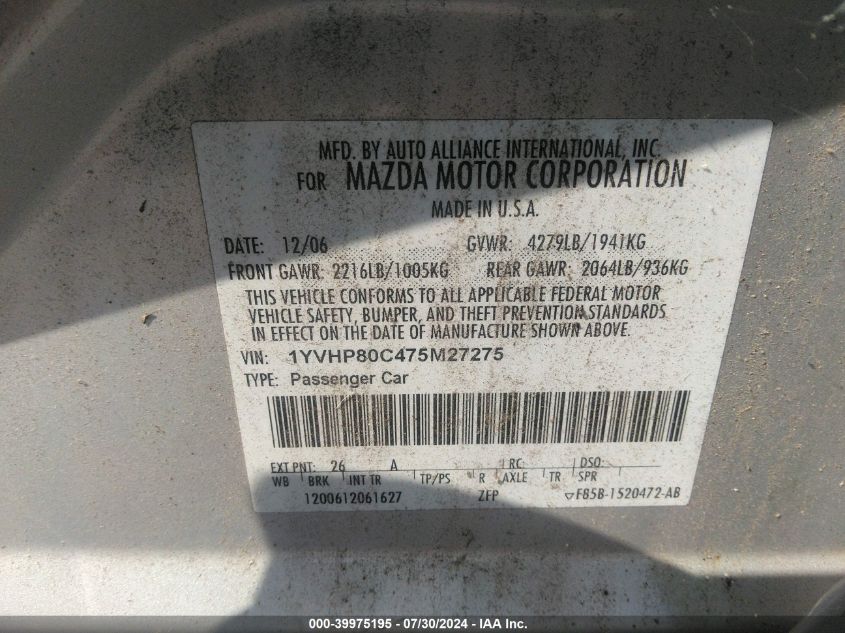 MFD. BY AUTO ALLIANCE INTERNATIONAL, INC.
FOR MAZDA MOTOR CORPORATION
MADE IN U.S.A.
DATE: 12/06 GVWR: 4279LB/1941KG
FRONT GAWR: 2216LB/1005KG REAR GAWR: 2064LB/936KG
THIS VEHICLE CONFORMS TO ALL APPLICABLE FEDERAL MOTOR
VEHICLE SAFETY, BUMPER, AND THEFT PREVENTION STANDARDS
IN EFFECT ON THE DATE OF MANUFACTURE SHOWN ABOVE.
VIN: 1YVHP80C475M27275
TYPE: Passenger Car
EXT PNT: 26 A RC: DSO:
WB BRK INT TR TP/PS R AXLE TR SPR
1200612061627 ZFP F85B-1520472-AB
000-39975195 - 07/30/2024 - IAA Inc.